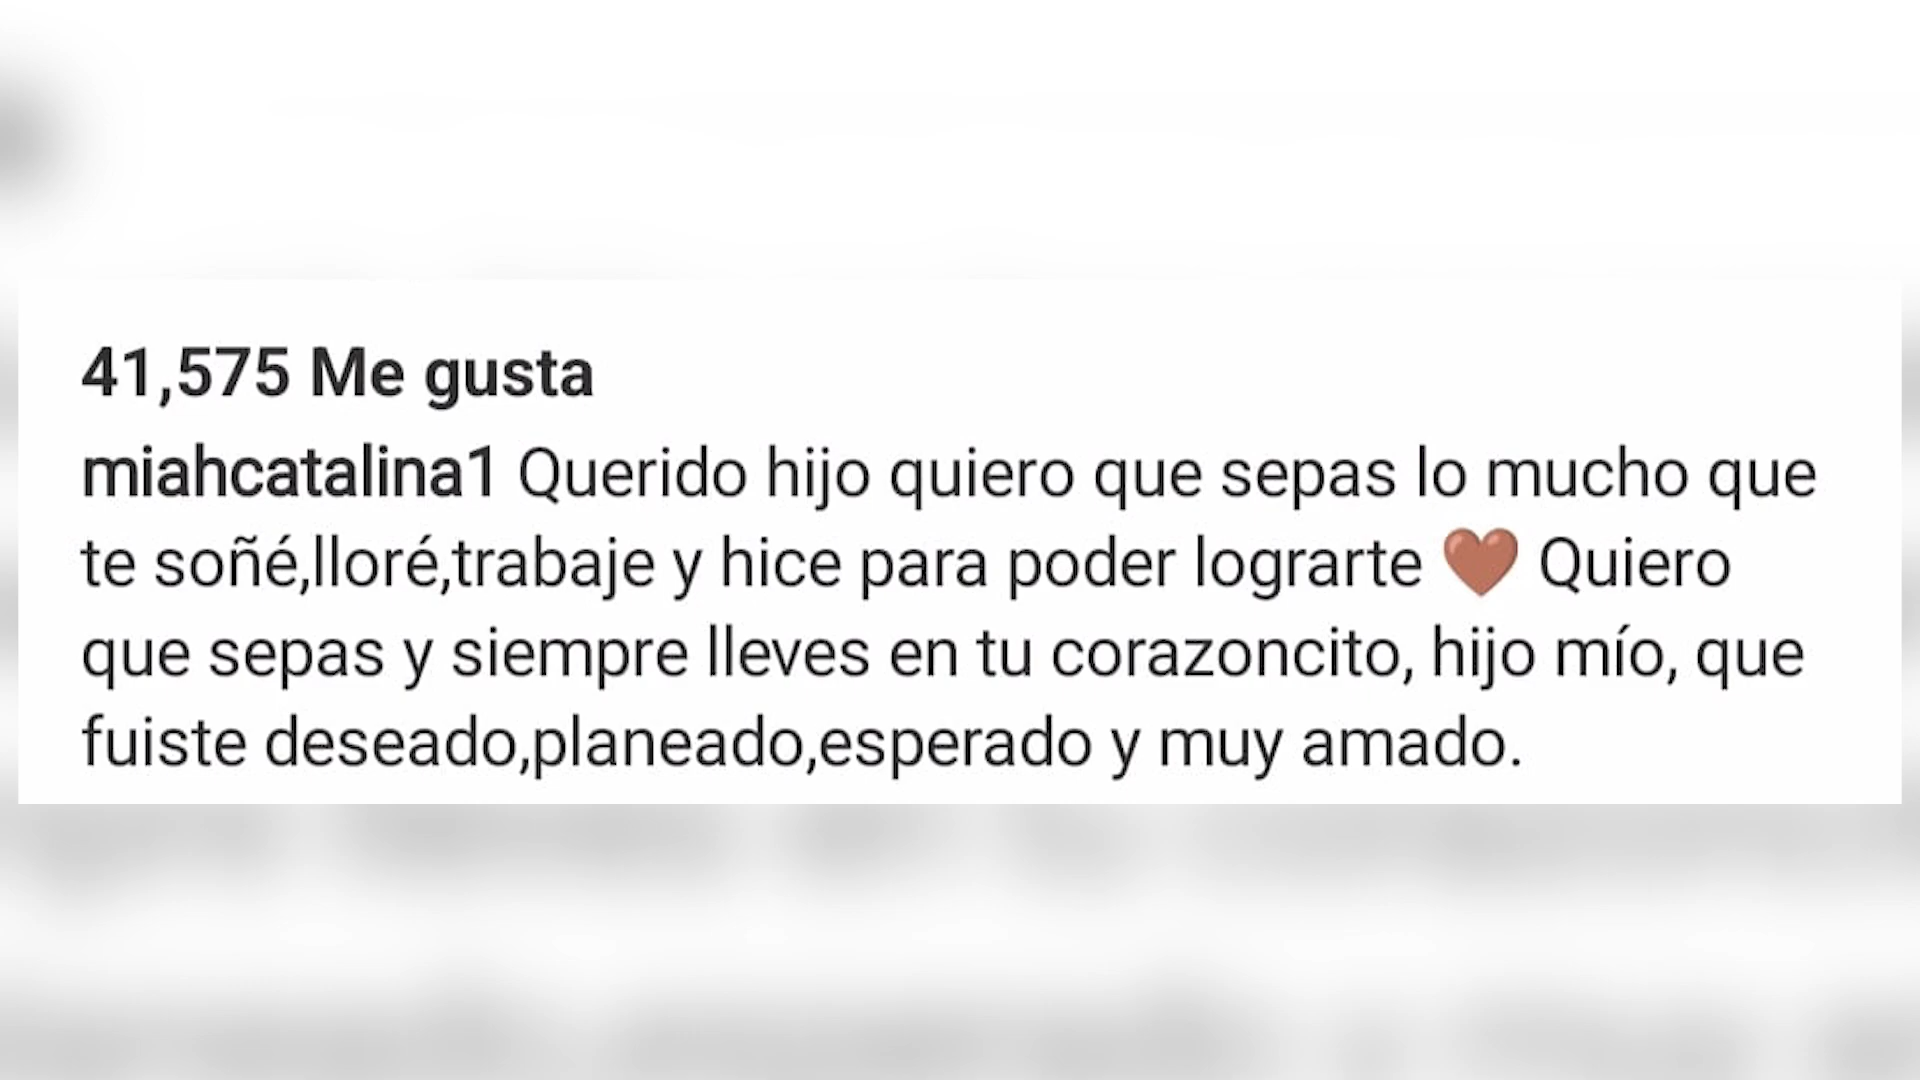 41,575 Me gusta
miahcatalina1 Querido hijo quiero que sepas lo mucho que
te soñé,lloré,trabaje y hice para poder lograrte 🤎 Quiero
que sepas y siempre lleves en tu corazoncito, hijo mío, que
fuiste deseado,planeado,esperado y muy amado.